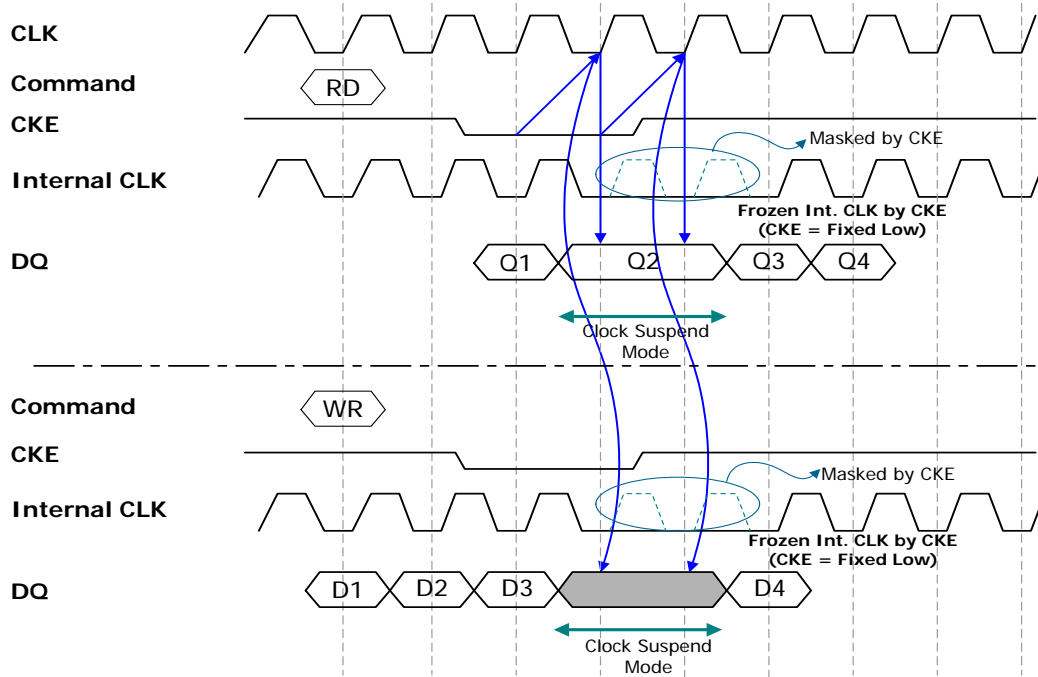 CLK
Command
RD
CKE
Masked by CKE
Internal CLK
Frozen Int. CLK by CKE
(CKE = Fixed Low)
DQ
Q1
Q2
Q3
Q4
Clock Suspend
Mode
Command
WR
CKE
Masked by CKE
Internal CLK
Frozen Int. CLK by CKE
(CKE = Fixed Low)
DQ
D1
D2
D3
D4
Clock Suspend
Mode